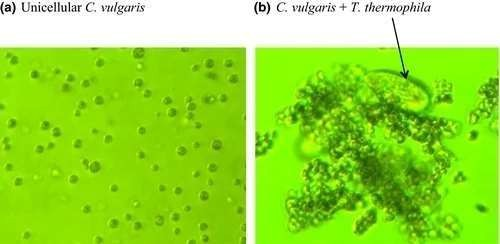 (a) Unicellular C. vulgaris
(b) C. vulgaris + T. thermophila